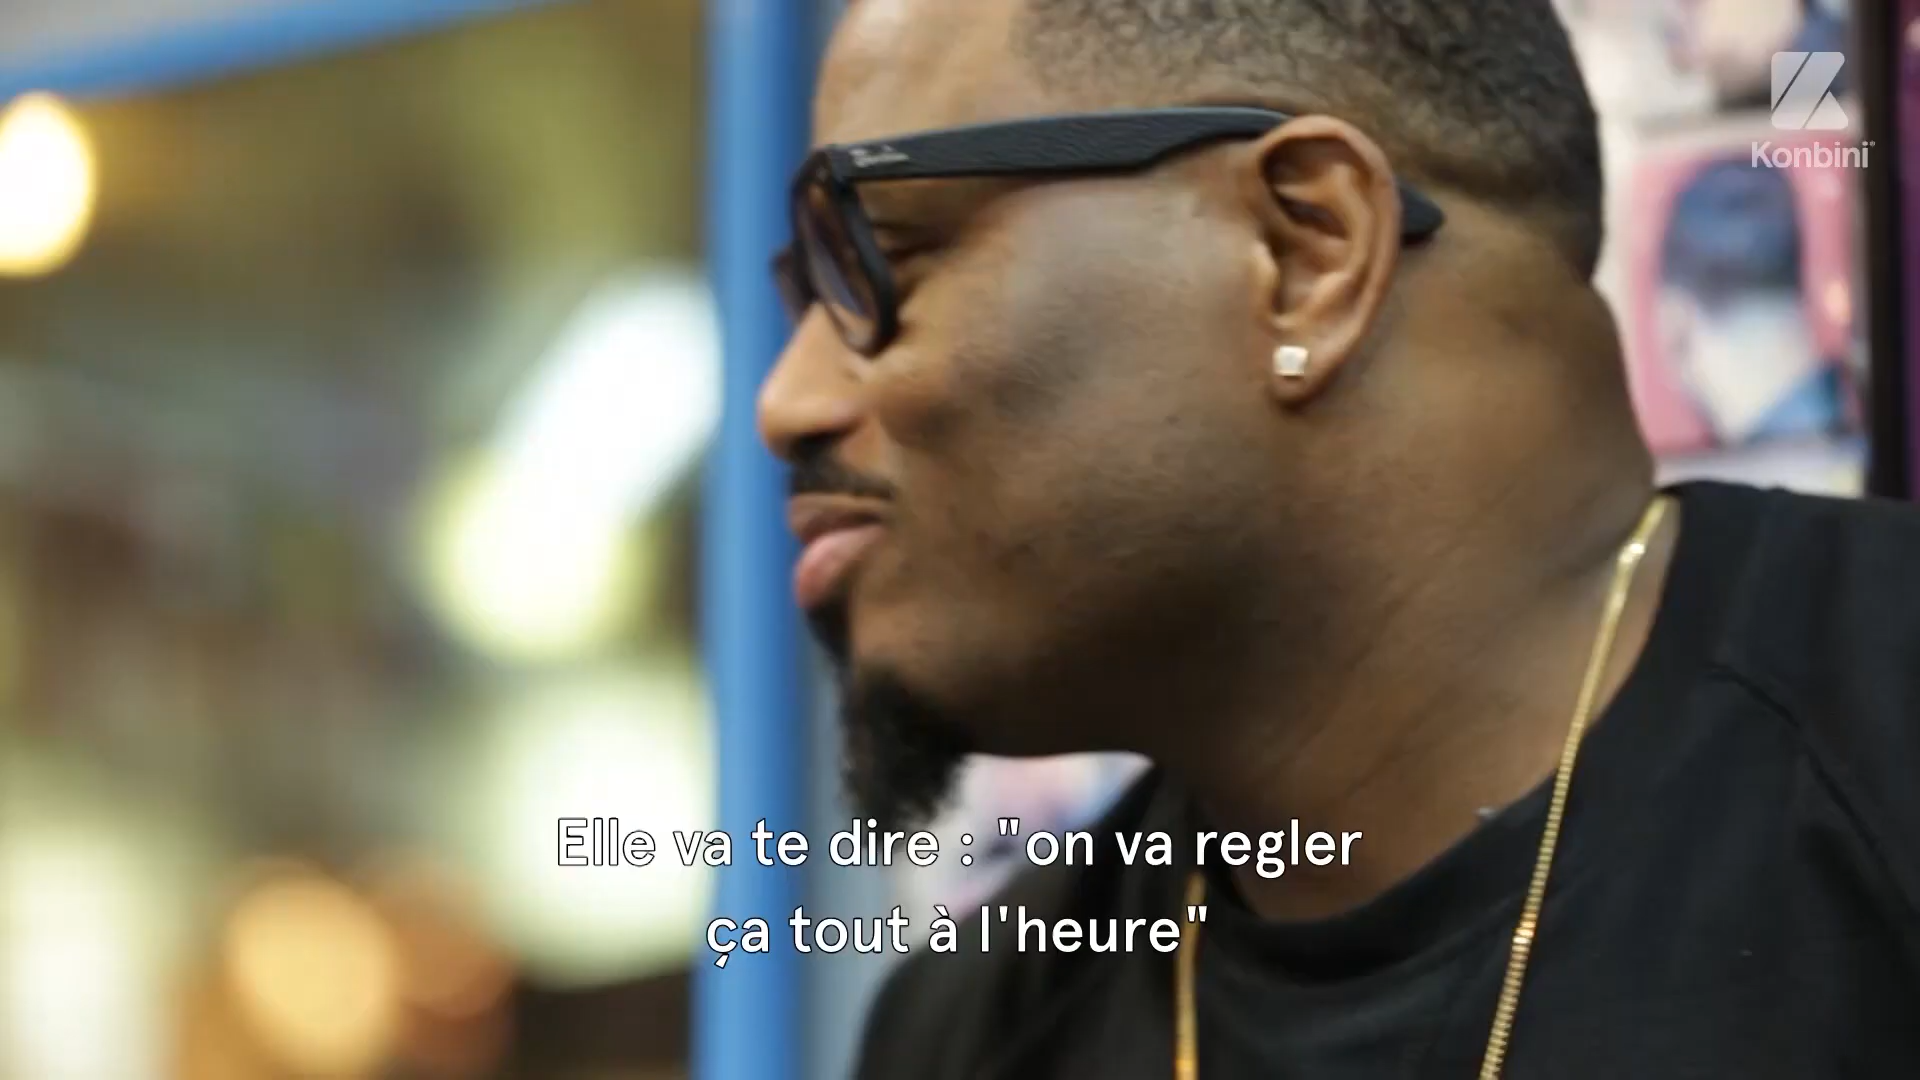 Konbini
Elle va te dire : "on va regler
ça tout à l'heure"